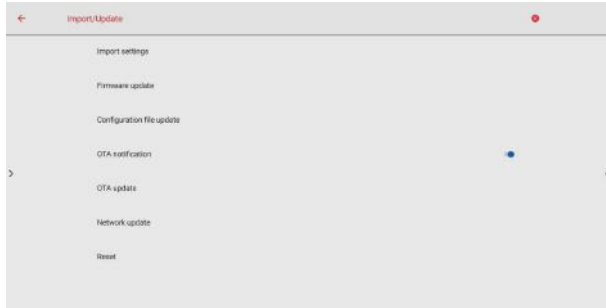 Import/Update
Import settings
Firmware update
Configuration file update
OTA notification
OTA update
Network update
Reset